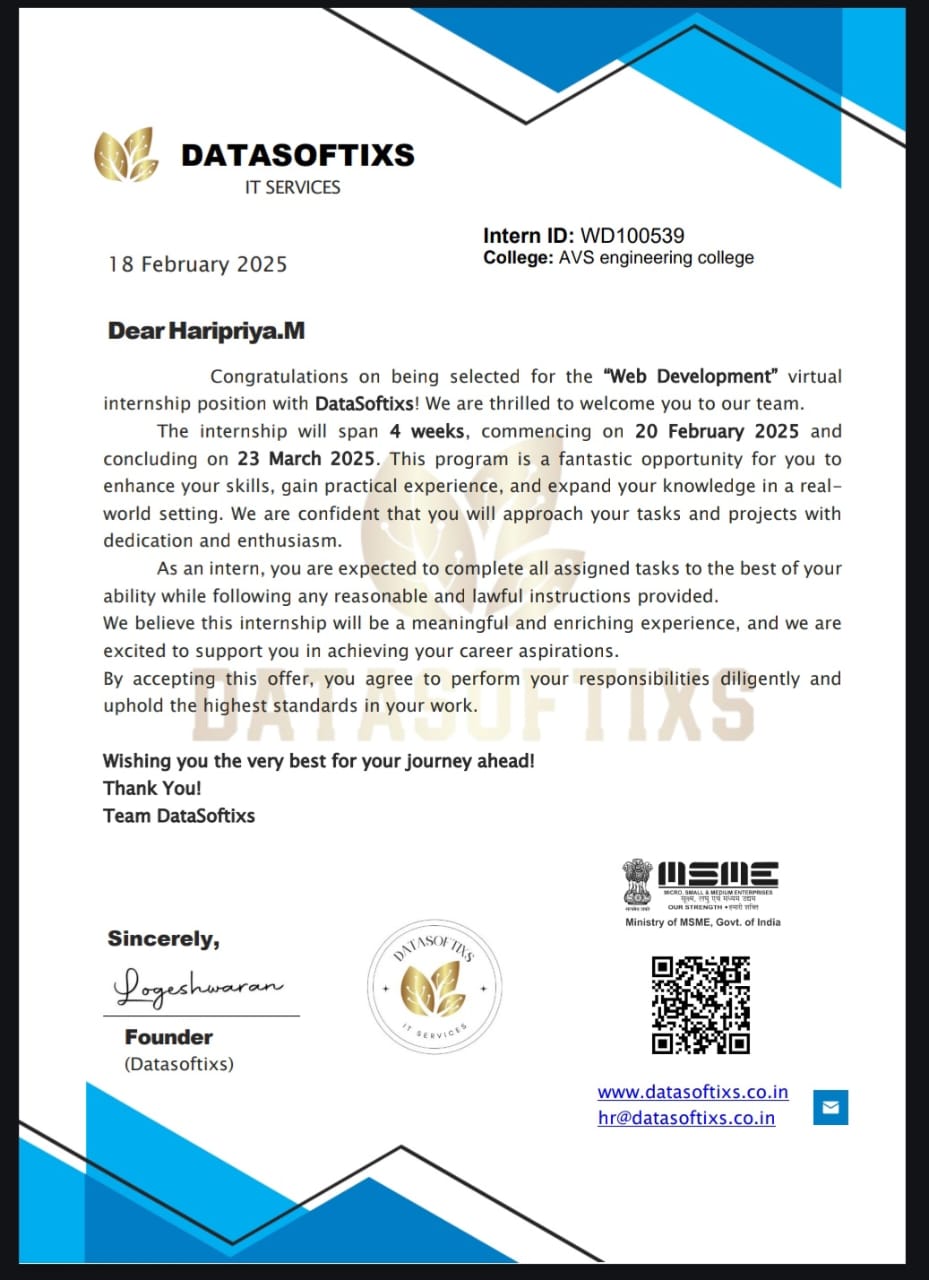 DATASOFTIXS
IT SERVICES
Intern ID: WD100539
College: AVS engineering college
18 February 2025
Dear Haripriya.M
Congratulations on being selected for the “Web Development” virtual
internship position with DataSoftixs! We are thrilled to welcome you to our team.
The internship will span 4 weeks, commencing on 20 February 2025 and
concluding on 23 March 2025. This program is a fantastic opportunity for you to
enhance your skills, gain practical experience, and expand your knowledge in a real-
world setting. We are confident that you will approach your tasks and projects with
dedication and enthusiasm.
As an intern, you are expected to complete all assigned tasks to the best of your
ability while following any reasonable and lawful instructions provided.
We believe this internship will be a meaningful and enriching experience, and we are
excited to support you in achieving your career aspirations.
By accepting this offer, you agree to perform your responsibilities diligently and
uphold the highest standards in your work.
DATASOFTIXS
Wishing you the very best for your journey ahead!
Thank You!
Team DataSoftixs
MSME
MICRO, SMALL & MEDIUM ENTERPRISES
सूक्ष्म, लघु एवं मध्यम उद्यम
OUR STRENGTH • हमारी शक्ति
सत्यमेव जयते
Ministry of MSME, Govt. of India
Sincerely,
Logeshwaran
Founder
(Datasoftixs)
DATASOFTIXS
IT SERVICES
www.datasoftixs.co.in
hr@datasoftixs.co.in